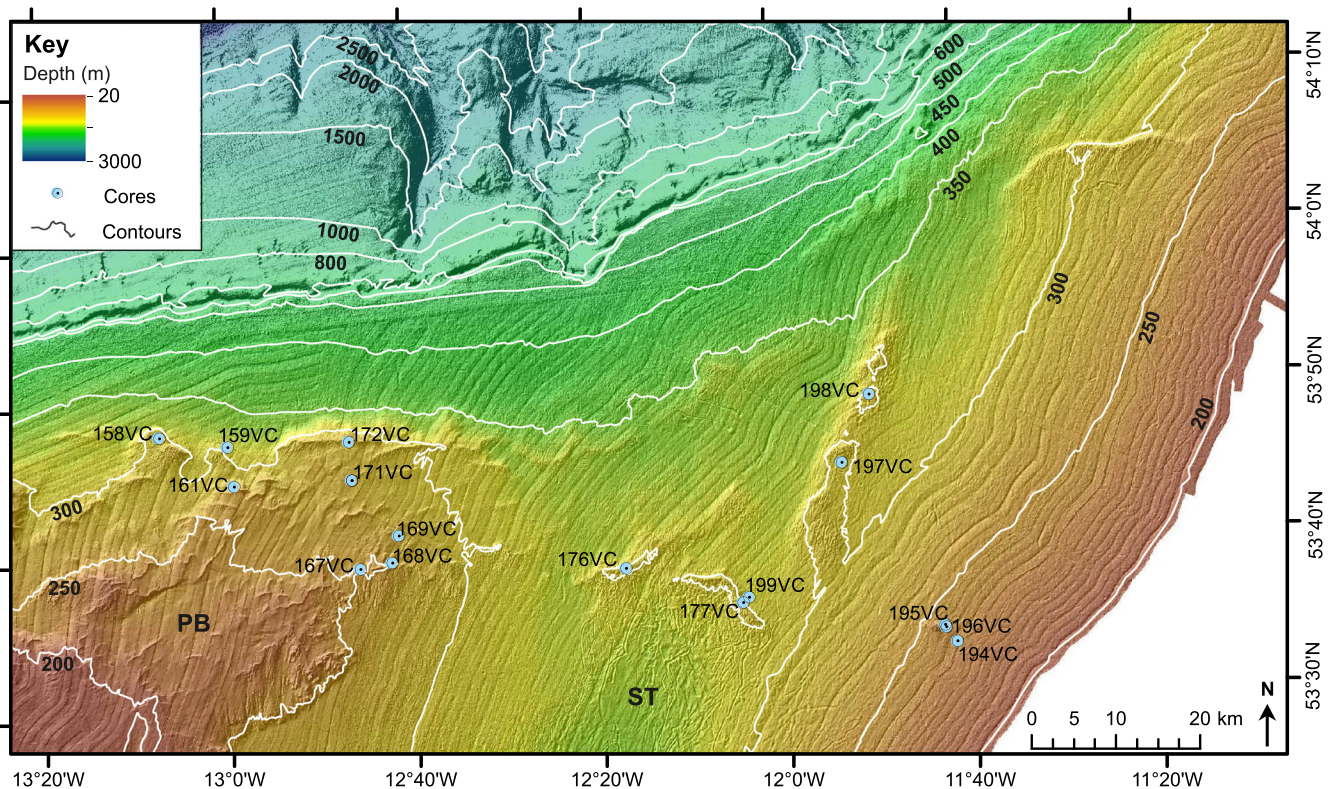 Key
Depth (m)
20
3000
Cores
Contours
2500
2000
1500
1000
800
600
500
450
400
350
300
250
200
54°10'N
54°0'N
53°50'N
53°40'N
53°30'N
198VC
197VC
158VC
159VC
172VC
161VC
171VC
169VC
168VC
167VC
176VC
199VC
177VC
195VC
196VC
194VC
300
250
200
PB
ST
N
0 5 10 20 km
13°20'W 13°0'W 12°40'W 12°20'W 12°0'W 11°40'W 11°20'W